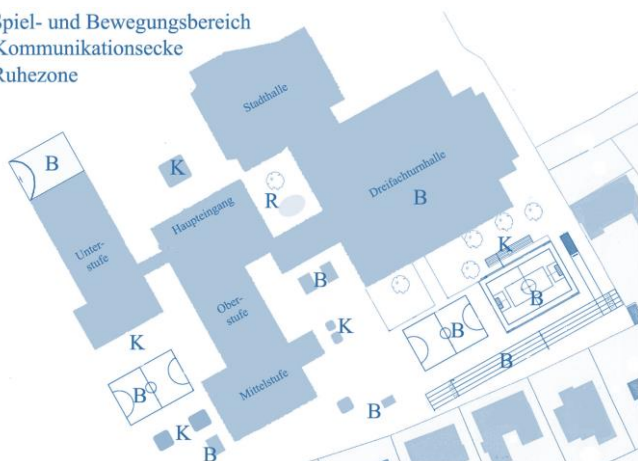 Spiel- und Bewegungsbereich
Kommunikationsecke
Ruhezone
Stadthalle
B
K
Dreifachturnhalle
B
R
Haupteingang
Unter-
stufe
K
B
B
Ober-
stufe
K
B
K
B
Mittelstufe
B
B
K
B